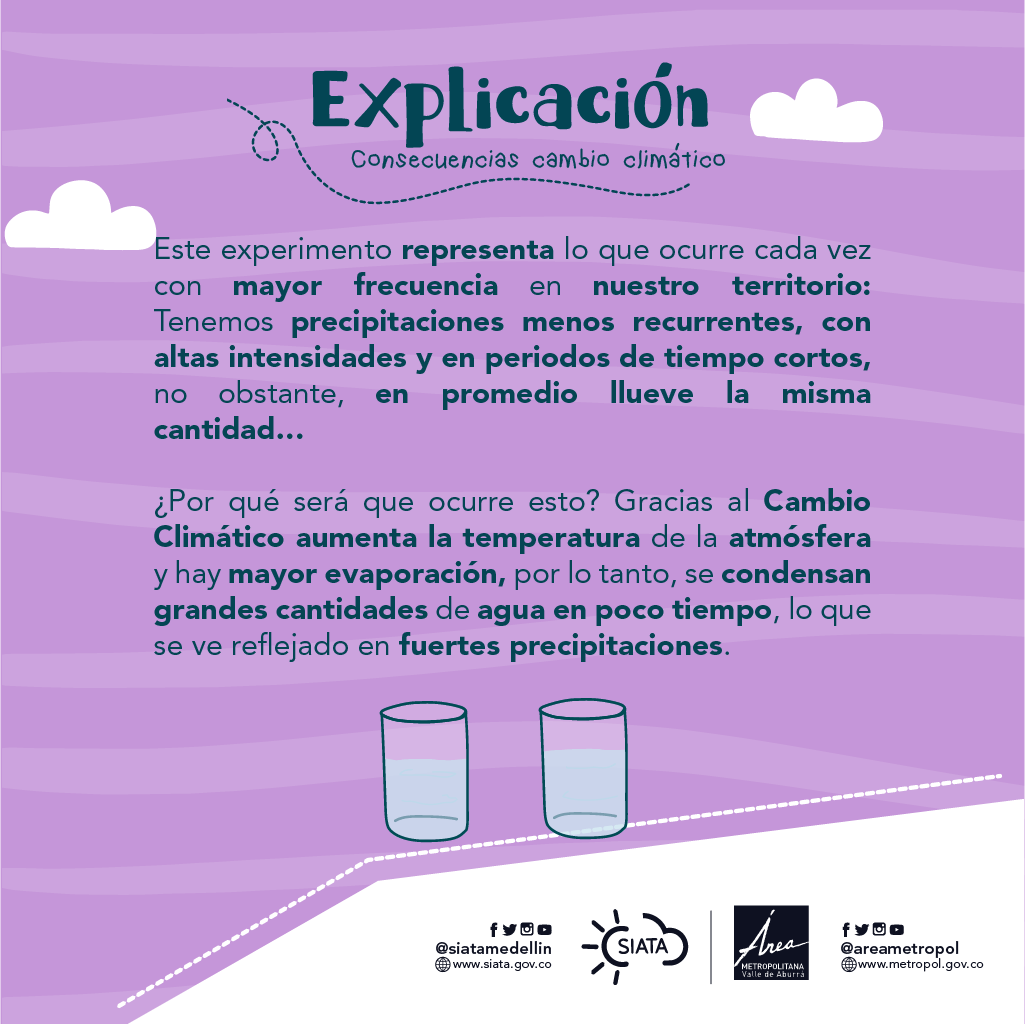 Explicación
Consecuencias cambio climático
Este experimento representa lo que ocurre cada vez
con mayor frecuencia en nuestro territorio:
Tenemos precipitaciones menos recurrentes, con
altas intensidades y en periodos de tiempo cortos,
no obstante, en promedio llueve la misma
cantidad...
¿Por qué será que ocurre esto? Gracias al Cambio
Climático aumenta la temperatura de la atmósfera
y hay mayor evaporación, por lo tanto, se condensan
grandes cantidades de agua en poco tiempo, lo que
se ve reflejado en fuertes precipitaciones.
@siatamedellin
www.siata.gov.co
SIATA
Área
METROPOLITANA
Valle de Aburrá
@areametropol
www.metropol.gov.co